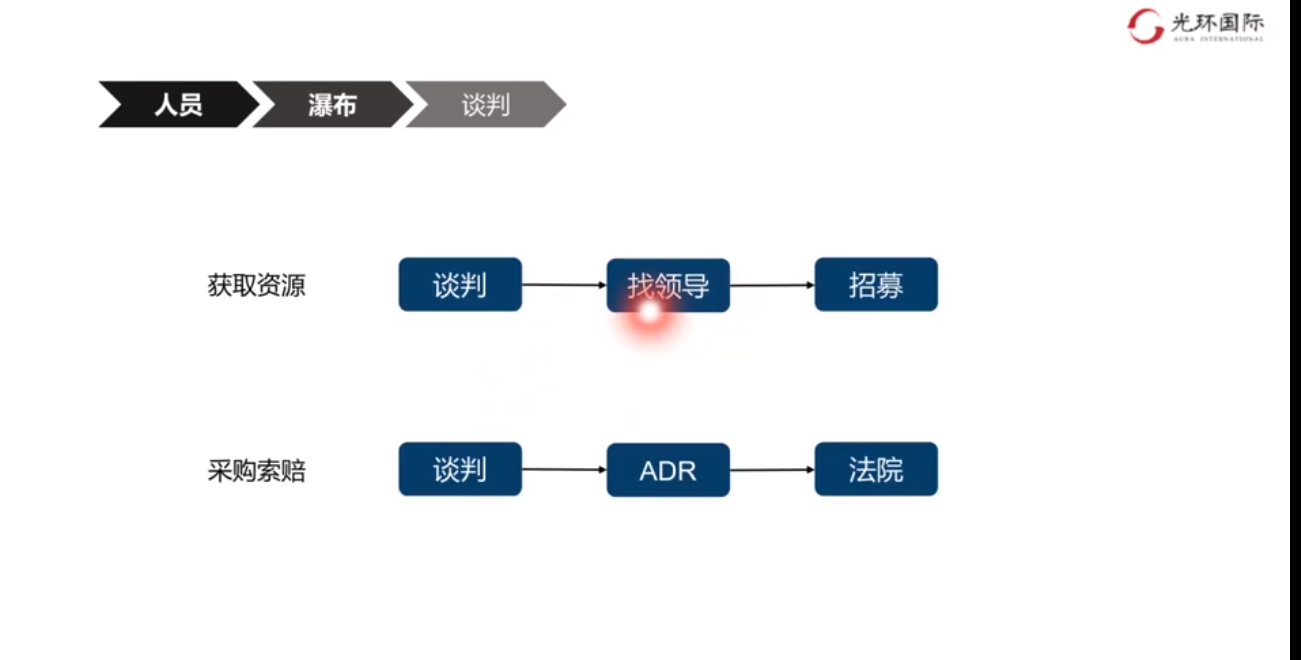 光环国际
AURA INTERNATIONAL
人员 瀑布 谈判
获取资源 谈判 找领导 招募
采购索赔 谈判 ADR 法院